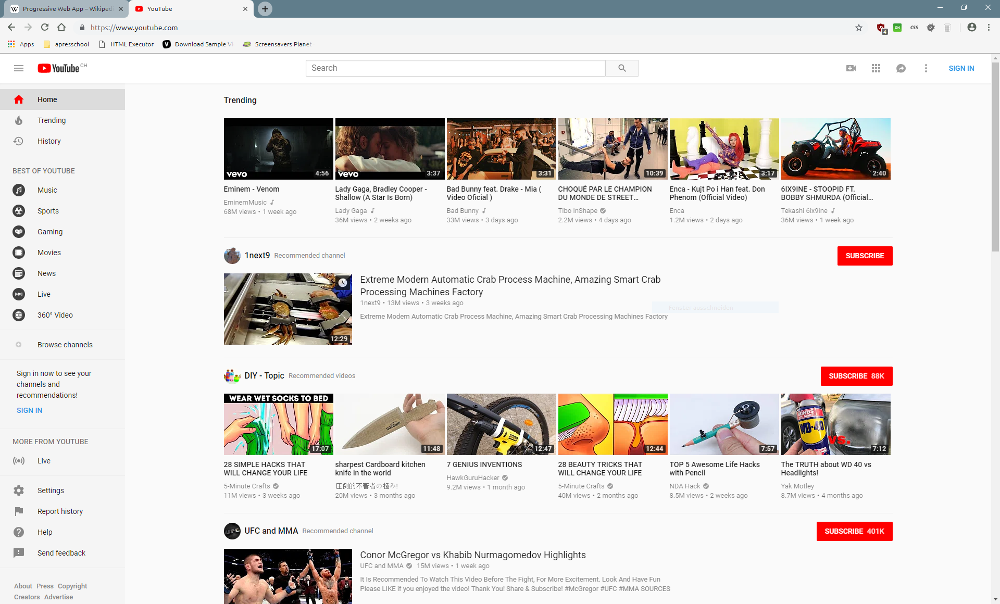 Progressive Web App – Wikiped
YouTube
https://www.youtube.com
4
ON
css
Apps
apresschool
HTML Executor
Download Sample Vi
Screensavers Planet
YouTube CH
Search
SIGN IN
Home
Trending
History
BEST OF YOUTUBE
Music
Sports
Gaming
Movies
News
Live
360° Video
Browse channels
Sign in now to see your
channels and
recommendations!
SIGN IN
MORE FROM YOUTUBE
Live
Settings
Report history
Help
Send feedback
About Press Copyright
Creators Advertise
Trending
vevo 4:56
Eminem - Venom
EminemMusic
68M views • 1 week ago
vevo 3:37
Lady Gaga, Bradley Cooper -
Shallow (A Star Is Born)
Lady Gaga
36M views • 2 weeks ago
3:31
Bad Bunny feat. Drake - Mia (
Video Oficial )
Bad Bunny
33M views • 3 days ago
10:39
CHOQUÉ PAR LE CHAMPION
DU MONDE DE STREET...
Tibo InShape
2.2M views • 4 days ago
3:17
Enca - Kujt Po i Han feat. Don
Phenom (Official Video)
Enca
1.2M views • 2 days ago
2:40
6IX9INE - STOOPID FT.
BOBBY SHMURDA (Official...
Tekashi 6ix9ine
36M views • 1 week ago
1next9 Recommended channel
SUBSCRIBE
12:29
Extreme Modern Automatic Crab Process Machine, Amazing Smart Crab
Processing Machines Factory
1next9 • 13M views • 3 weeks ago
Fenster ausschneiden
Extreme Modern Automatic Crab Process Machine, Amazing Smart Crab Processing Machines Factory
DIY - Topic Recommended videos
SUBSCRIBE 88K
WEAR WET SOCKS TO BED
17:07
28 SIMPLE HACKS THAT
WILL CHANGE YOUR LIFE
5-Minute Crafts
11M views • 3 weeks ago
amazon
11:48
sharpest Cardboard kitchen
knife in the world
圧倒的不審者の極み!
20M views • 3 months ago
12:47
7 GENIUS INVENTIONS
HawkGuruHacker
9.2M views • 1 month ago
12:44
28 BEAUTY TRICKS THAT
WILL CHANGE YOUR LIFE
5-Minute Crafts
40M views • 2 months ago
7:57
TOP 5 Awesome Life Hacks
with Pencil
NDA Hack
8.5M views • 2 weeks ago
BONUS
WD-40
vs.
7:12
The TRUTH about WD 40 vs
Headlights!
Yak Motley
8.7M views • 4 months ago
UFC
UFC and MMA Recommended channel
SUBSCRIBE 401K
Conor McGregor vs Khabib Nurmagomedov Highlights
UFC and MMA 15M views • 1 week ago
It Is Recommended To Watch This Video Before The Fight, For More Excitement. Look And Have Fun
Please LIKE if you enjoyed the video! Thank You! Share & Subscribe! #McGregor #UFC #MMA SOURCES